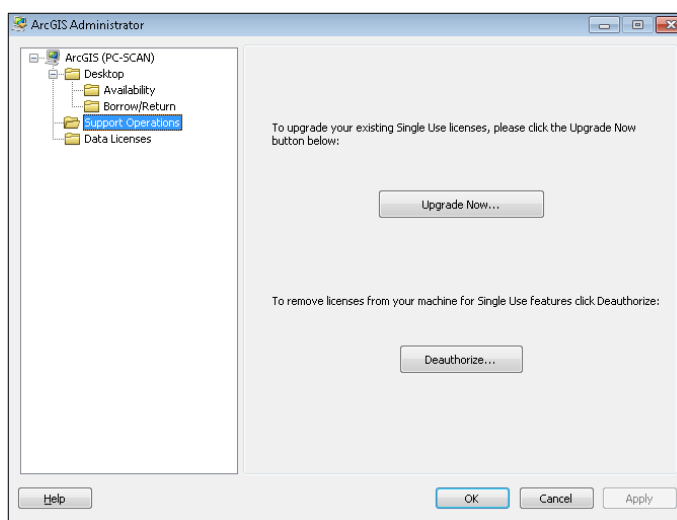 ArcGIS Administrator
ArcGIS (PC-SCAN)
Desktop
Availability
Borrow/Return
Support Operations
Data Licenses
To upgrade your existing Single Use licenses, please click the Upgrade Now
button below:
Upgrade Now...
To remove licenses from your machine for Single Use features click Deauthorize:
Deauthorize...
Help
OK
Cancel
Apply